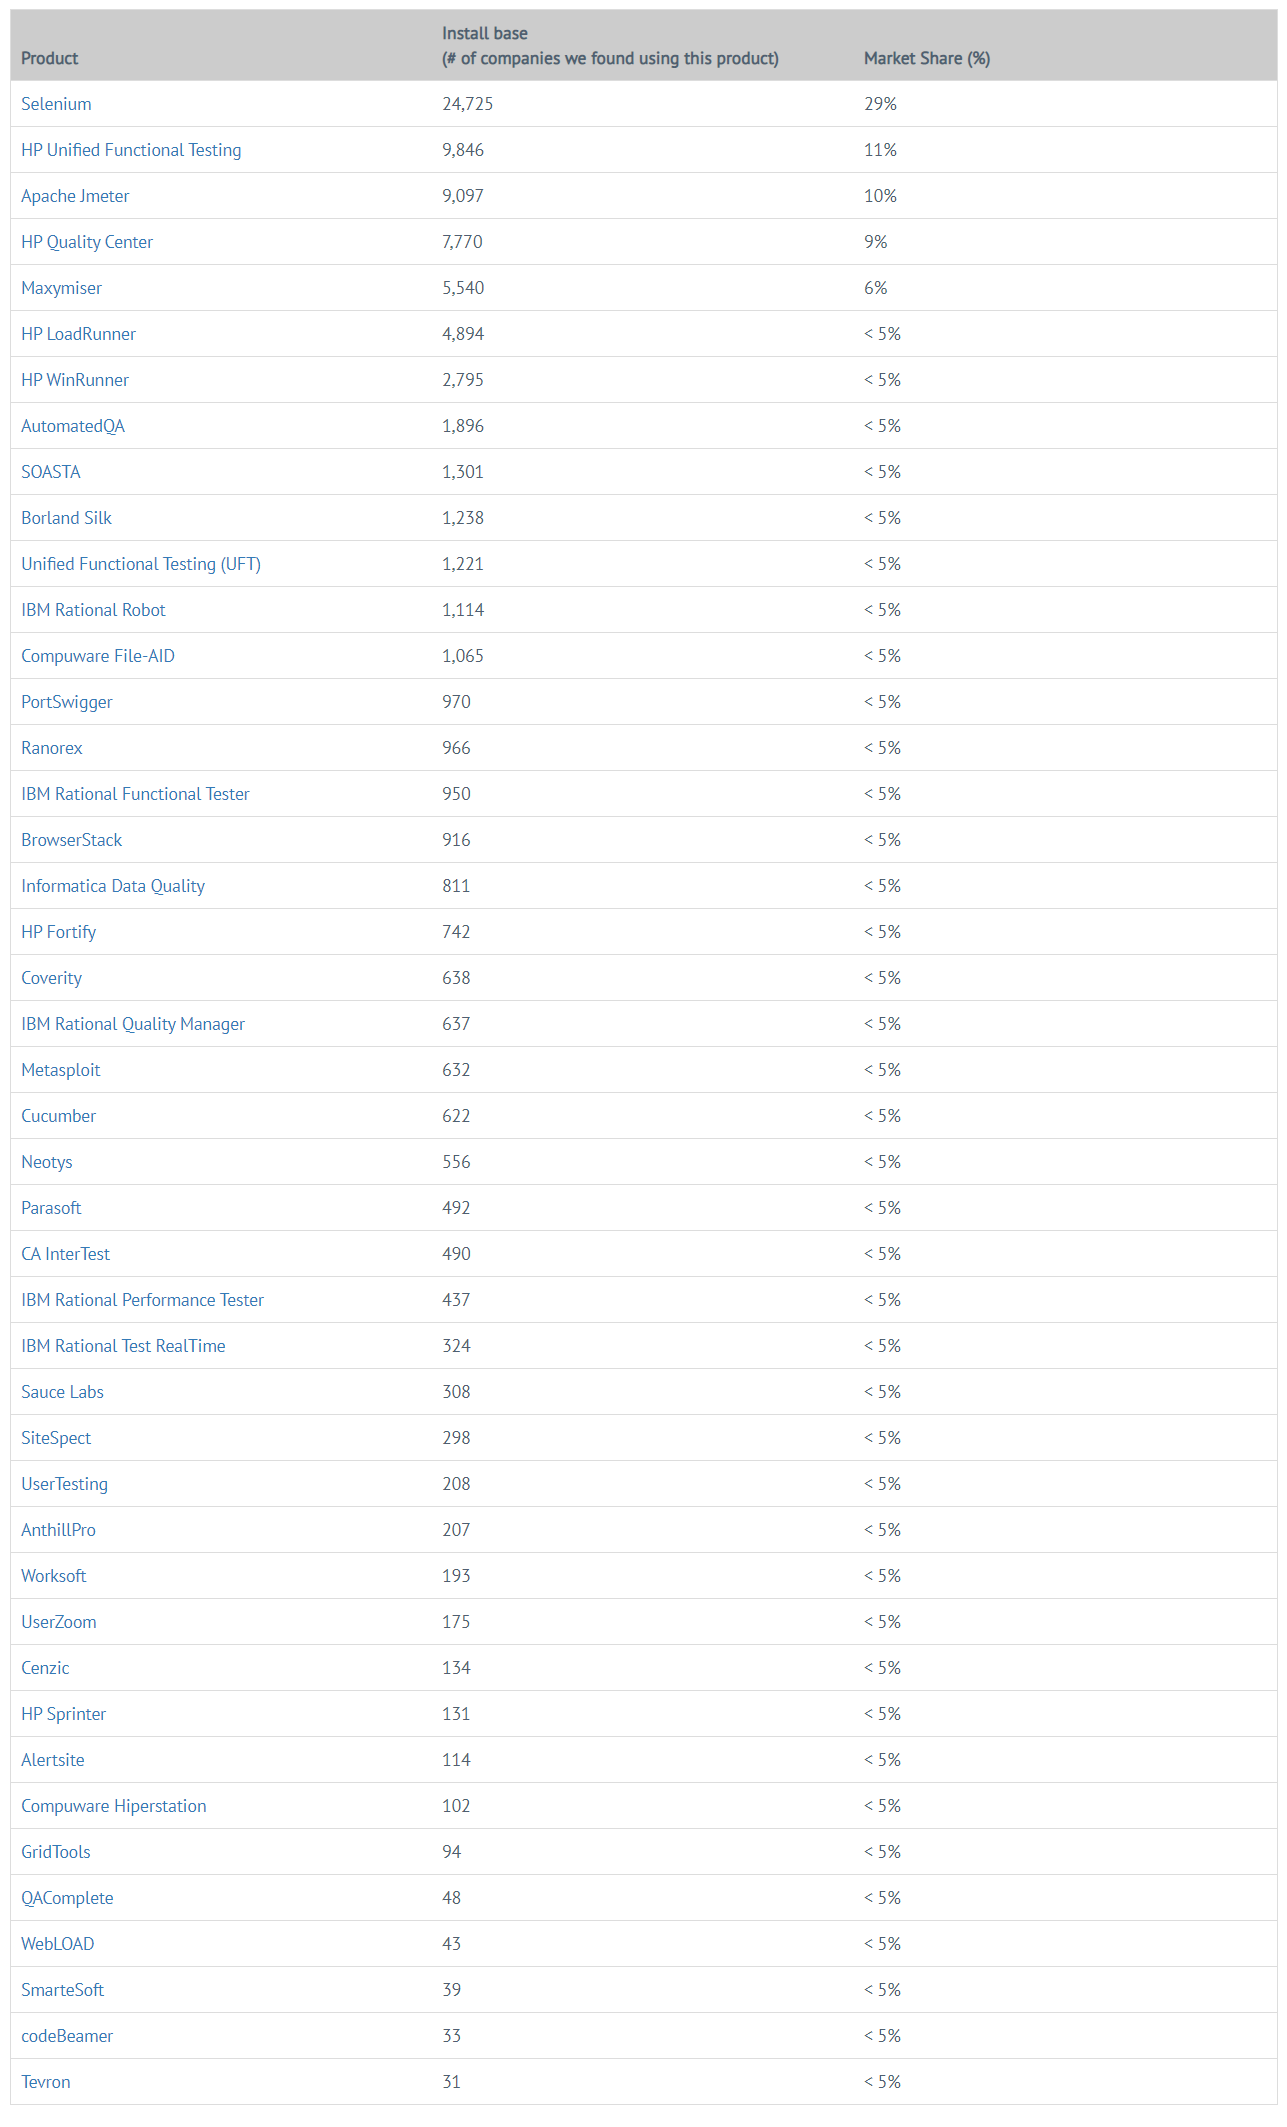 Install base
Product (# of companies we found using this product) Market Share (%)
Selenium 24,725 29%
HP Unified Functional Testing 9,846 11%
Apache Jmeter 9,097 10%
HP Quality Center 7,770 9%
Maxymiser 5,540 6%
HP LoadRunner 4,894 < 5%
HP WinRunner 2,795 < 5%
AutomatedQA 1,896 < 5%
SOASTA 1,301 < 5%
Borland Silk 1,238 < 5%
Unified Functional Testing (UFT) 1,221 < 5%
IBM Rational Robot 1,114 < 5%
Compuware File-AID 1,065 < 5%
PortSwigger 970 < 5%
Ranorex 966 < 5%
IBM Rational Functional Tester 950 < 5%
BrowserStack 916 < 5%
Informatica Data Quality 811 < 5%
HP Fortify 742 < 5%
Coverity 638 < 5%
IBM Rational Quality Manager 637 < 5%
Metasploit 632 < 5%
Cucumber 622 < 5%
Neotys 556 < 5%
Parasoft 492 < 5%
CA InterTest 490 < 5%
IBM Rational Performance Tester 437 < 5%
IBM Rational Test RealTime 324 < 5%
Sauce Labs 308 < 5%
SiteSpect 298 < 5%
UserTesting 208 < 5%
AnthillPro 207 < 5%
Worksoft 193 < 5%
UserZoom 175 < 5%
Cenzic 134 < 5%
HP Sprinter 131 < 5%
Alertsite 114 < 5%
Compuware Hiperstation 102 < 5%
GridTools 94 < 5%
QAComplete 48 < 5%
WebLOAD 43 < 5%
SmarteSoft 39 < 5%
codeBeamer 33 < 5%
Tevron 31 < 5%